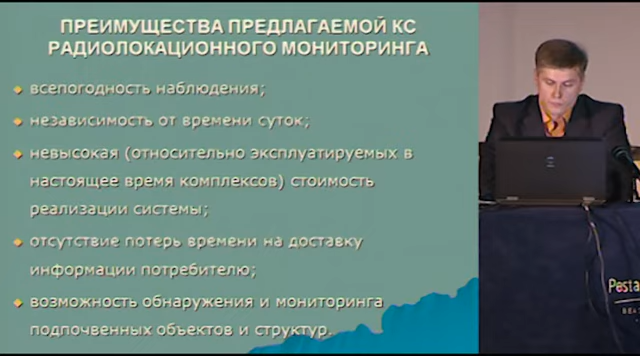 ПРЕИМУЩЕСТВА ПРЕДЛАГАЕМОЙ КС
РАДИОЛОКАЦИОННОГО МОНИТОРИНГА
всепогодность наблюдения;
независимость от времени суток;
невысокая (относительно эксплуатируемых в
настоящее время комплексов) стоимость
реализации системы;
отсутствие потерь времени на доставку
информации потребителю;
возможность обнаружения и мониторинга
подпочвенных объектов и структур.
Pesta